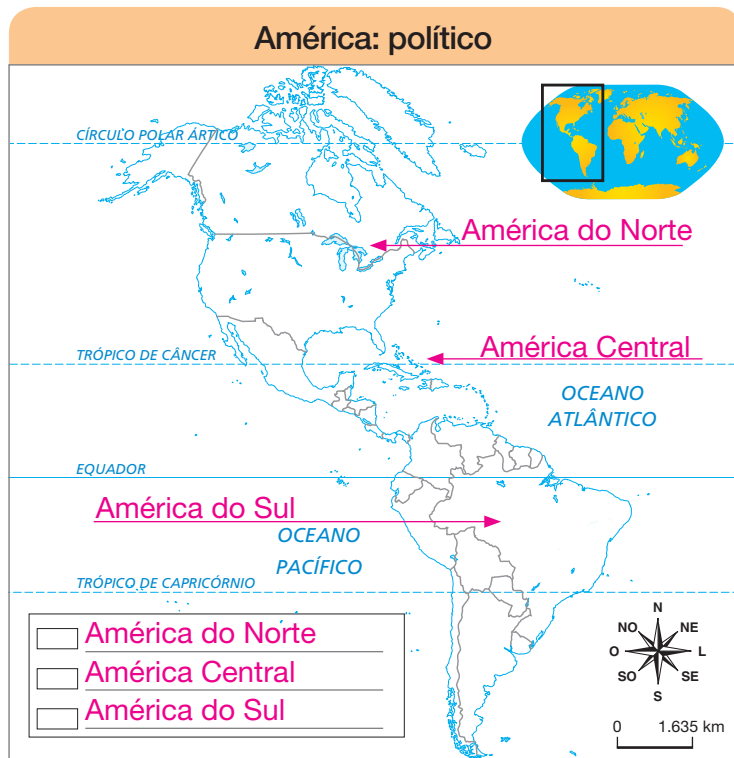 América: político
CÍRCULO POLAR ÁRTICO
América do Norte
América Central
TRÓPICO DE CÂNCER
OCEANO
ATLÂNTICO
EQUADOR
América do Sul
OCEANO
PACÍFICO
TRÓPICO DE CAPRICÓRNIO
América do Norte
América Central
América do Sul
N
NO NE
O L
SO SE
S
0 1.635 km